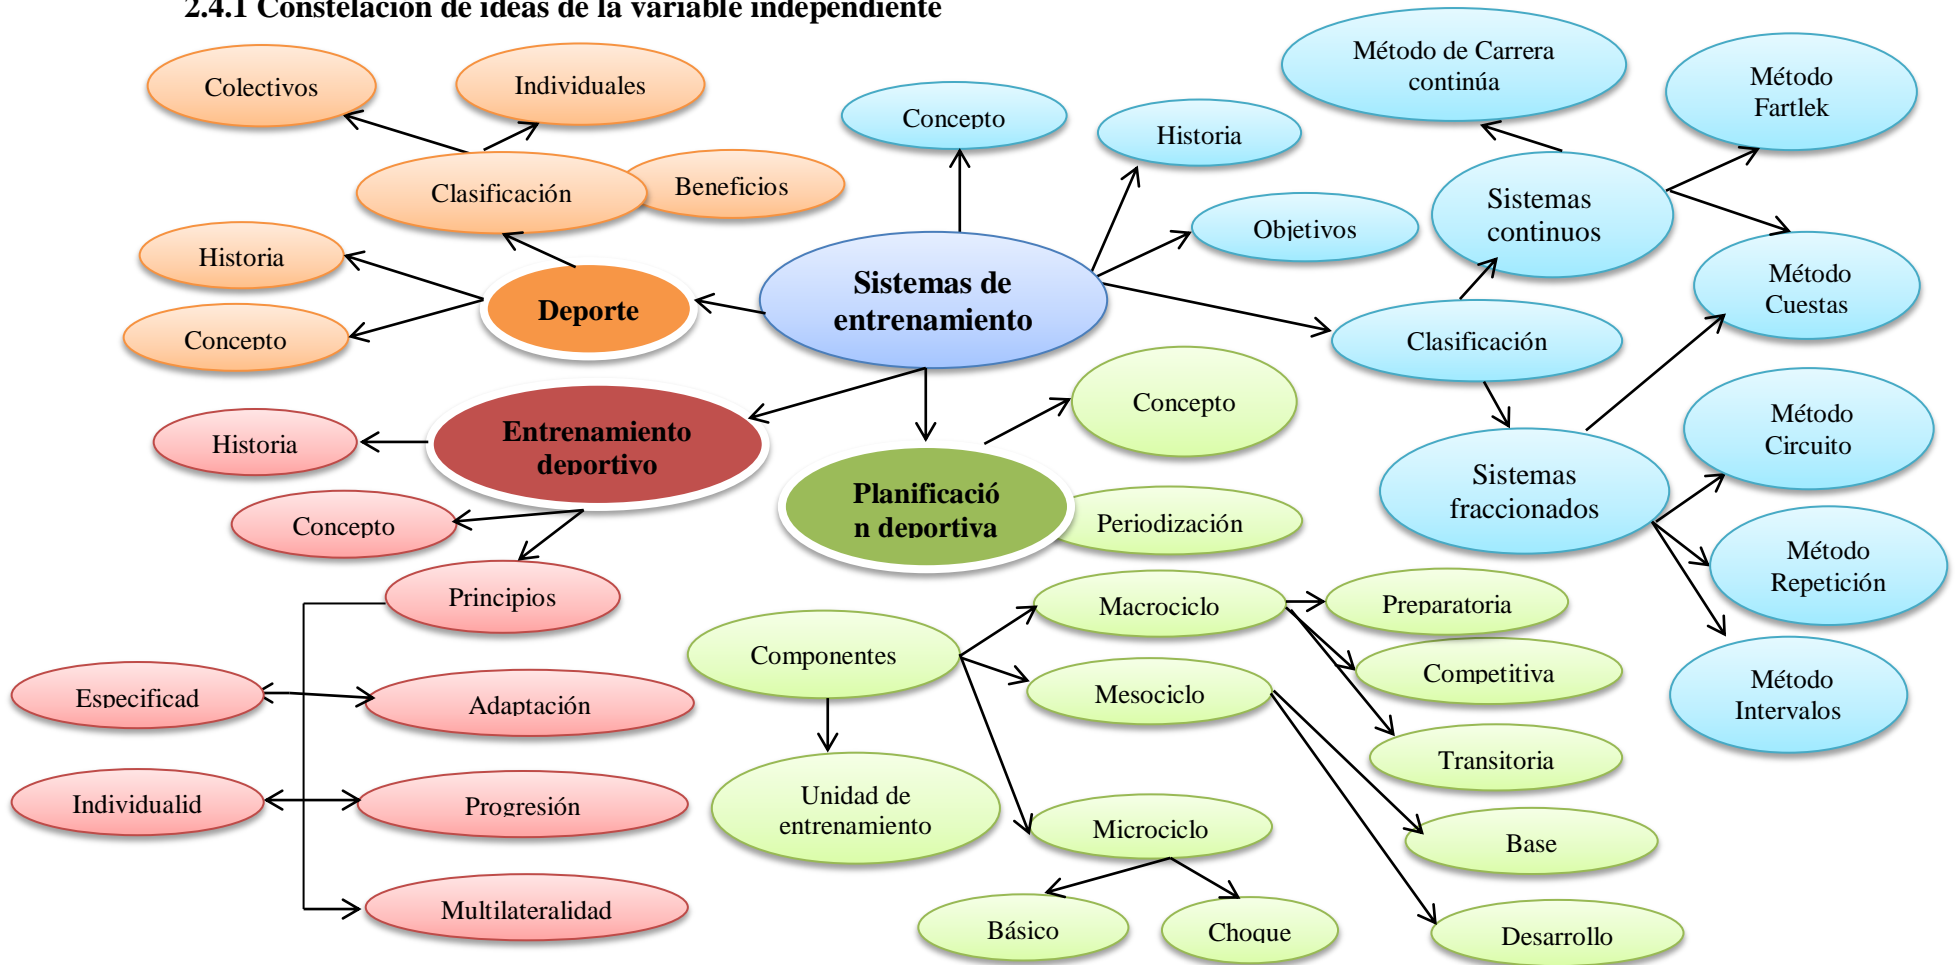 2.4.1 Constelación de ideas de la variable independiente
Colectivos
Individuales
Clasificación
Beneficios
Historia
Concepto
Deporte
Concepto
Historia
Objetivos
Sistemas de
entrenamiento
Método de Carrera
continúa
Método
Fartlek
Sistemas
continuos
Método
Cuestas
Clasificación
Sistemas
fraccionados
Método
Circuito
Método
Repetición
Método
Intervalos
Entrenamiento
deportivo
Historia
Concepto
Principios
Especificad
Adaptación
Individualid
Progresión
Multilateralidad
Planificació
n deportiva
Concepto
Periodización
Componentes
Unidad de
entrenamiento
Macrociclo
Preparatoria
Competitiva
Transitoria
Mesociclo
Base
Desarrollo
Microciclo
Básico
Choque